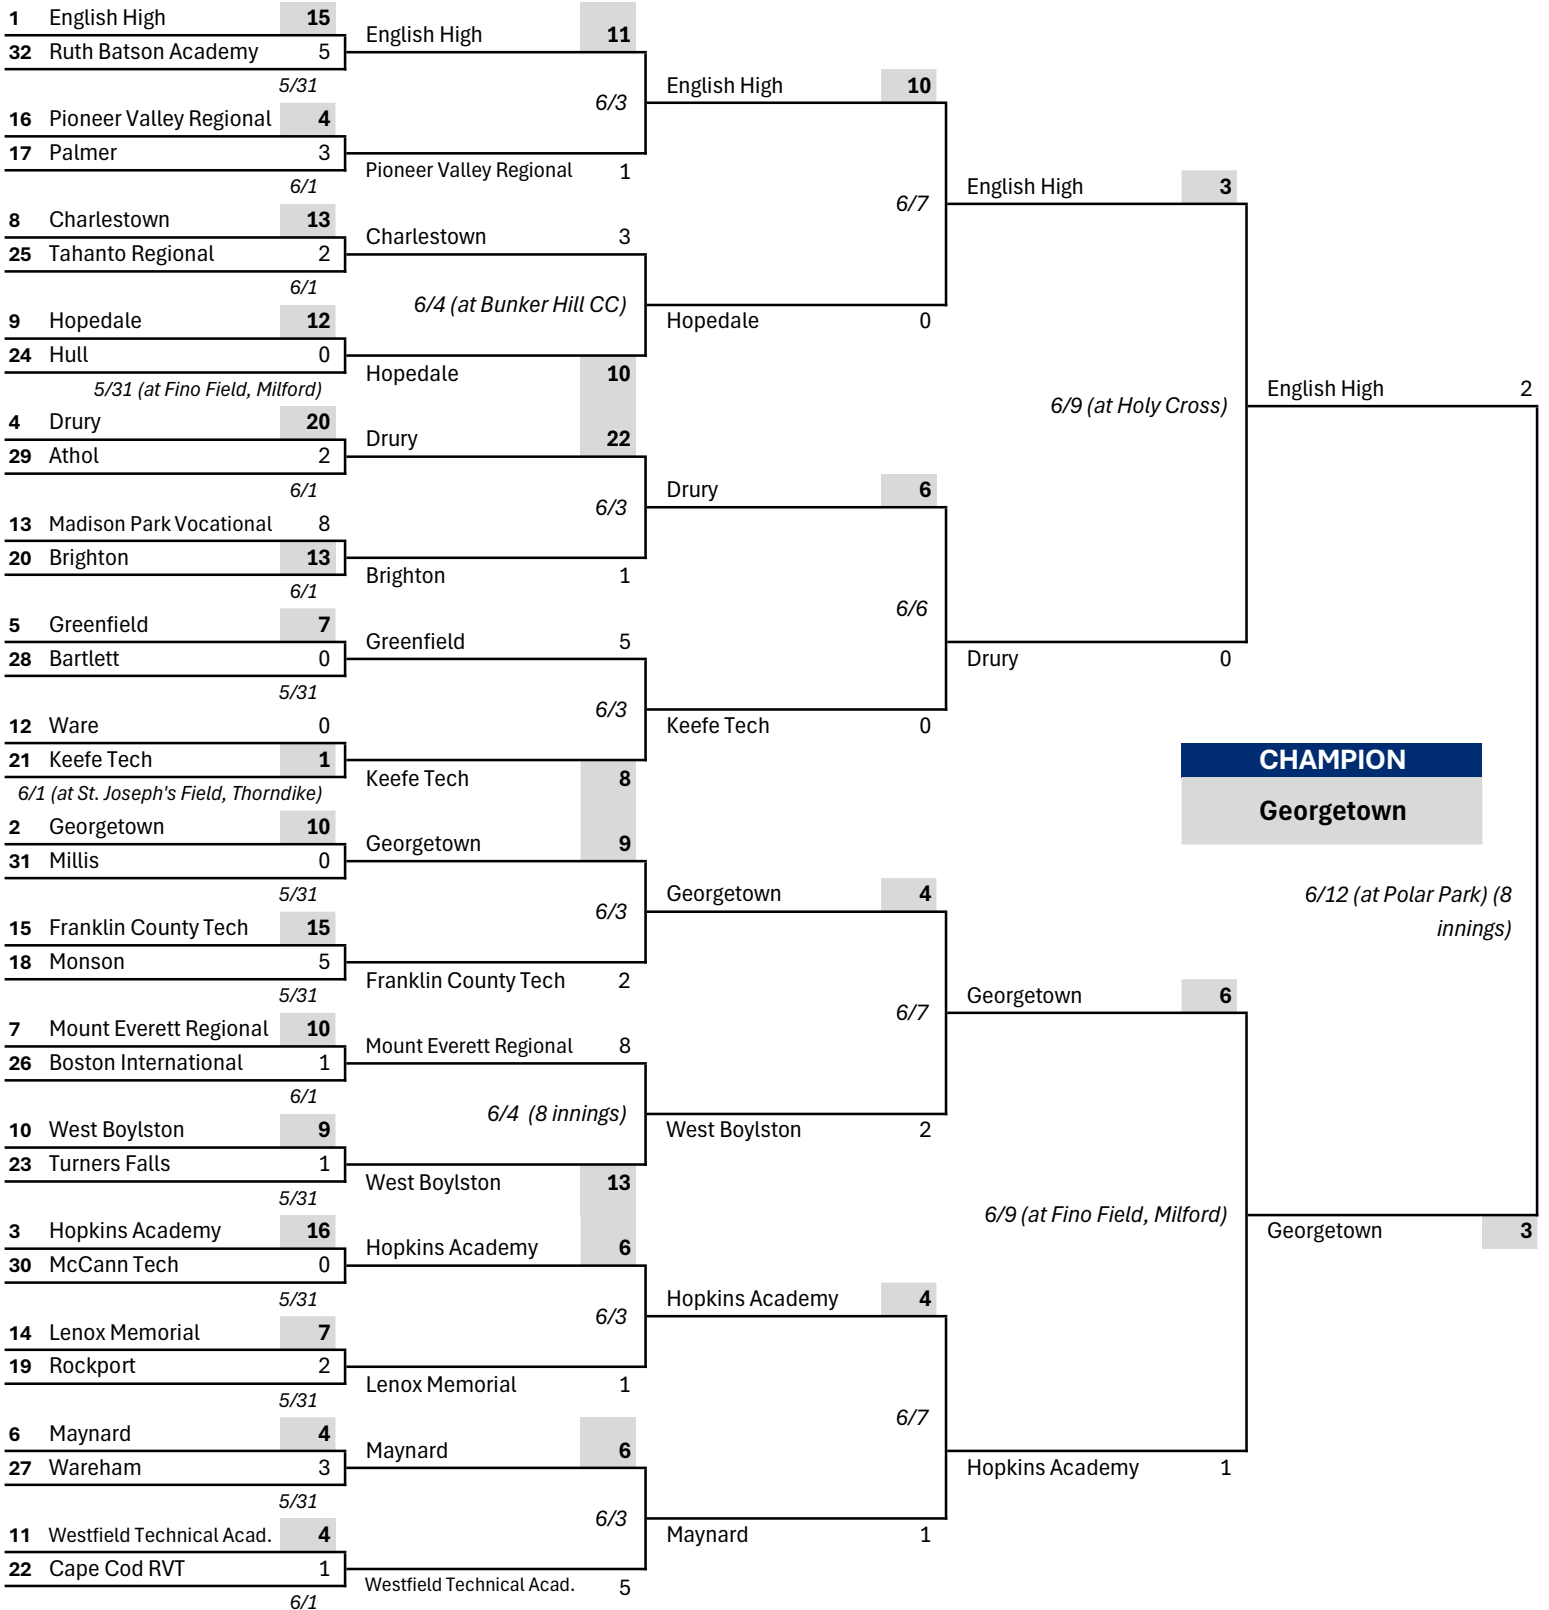 1 English High 15
32 Ruth Batson Academy 5
5/31
16 Pioneer Valley Regional 4
17 Palmer 3
6/1
8 Charlestown 13
25 Tahanto Regional 2
6/1
9 Hopedale 12
24 Hull 0
5/31 (at Fino Field, Milford)
4 Drury 20
29 Athol 2
6/1
13 Madison Park Vocational 8
20 Brighton 13
6/1
5 Greenfield 7
28 Bartlett 0
5/31
12 Ware 0
21 Keefe Tech 1
6/1 (at St. Joseph's Field, Thorndike)
2 Georgetown 10
31 Millis 0
5/31
15 Franklin County Tech 15
18 Monson 5
5/31
7 Mount Everett Regional 10
26 Boston International 1
6/1
10 West Boylston 9
23 Turners Falls 1
5/31
3 Hopkins Academy 16
30 McCann Tech 0
5/31
14 Lenox Memorial 7
19 Rockport 2
5/31
6 Maynard 4
27 Wareham 3
5/31
11 Westfield Technical Acad. 4
22 Cape Cod RVT 1
6/1
English High 11
6/3
Pioneer Valley Regional 1
Charlestown 3
6/4 (at Bunker Hill CC)
Hopedale 10
Drury 22
6/3
Brighton 1
Greenfield 5
6/3
Keefe Tech 8
Georgetown 9
6/3
Franklin County Tech 2
Mount Everett Regional 8
6/4 (8 innings)
West Boylston 13
Hopkins Academy 6
6/3
Lenox Memorial 1
Maynard 6
6/3
Westfield Technical Acad. 5
English High 10
6/7
Hopedale 0
Drury 6
6/6
Keefe Tech 0
Georgetown 4
6/7
West Boylston 2
Hopkins Academy 4
6/7
Maynard 1
English High 3
6/9 (at Holy Cross)
Drury 0
Georgetown 6
6/9 (at Fino Field, Milford)
Hopkins Academy 1
English High 2
6/12 (at Polar Park) (8
innings)
Georgetown 3
CHAMPION
Georgetown